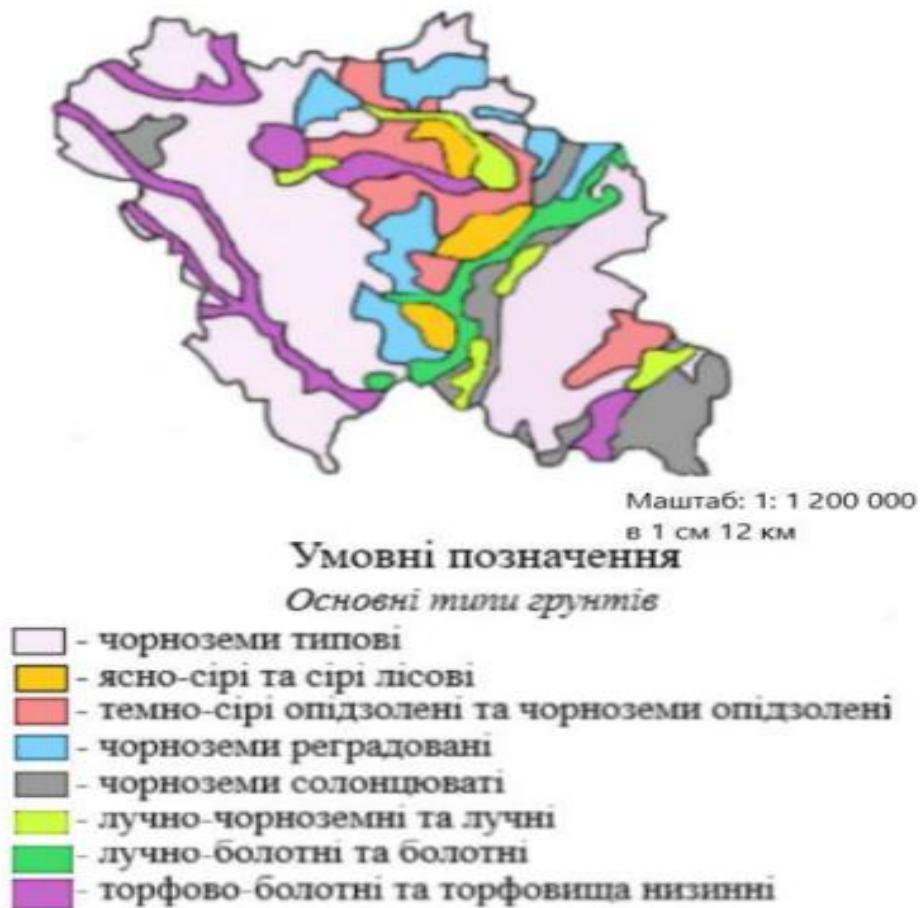 Маштаб: 1: 1 200 000
в 1 см 12 км
Умовні позначення
Основні типи грунтів
- чорноземи типові
- ясно-сірі та сірі лісові
- темно-сірі опідзолені та чорноземи опідзолені
- чорноземи реградовані
- чорноземи солонцюваті
- лучно-чорноземні та лучні
- лучно-болотні та болотні
- торфово-болотні та торфовища низинні